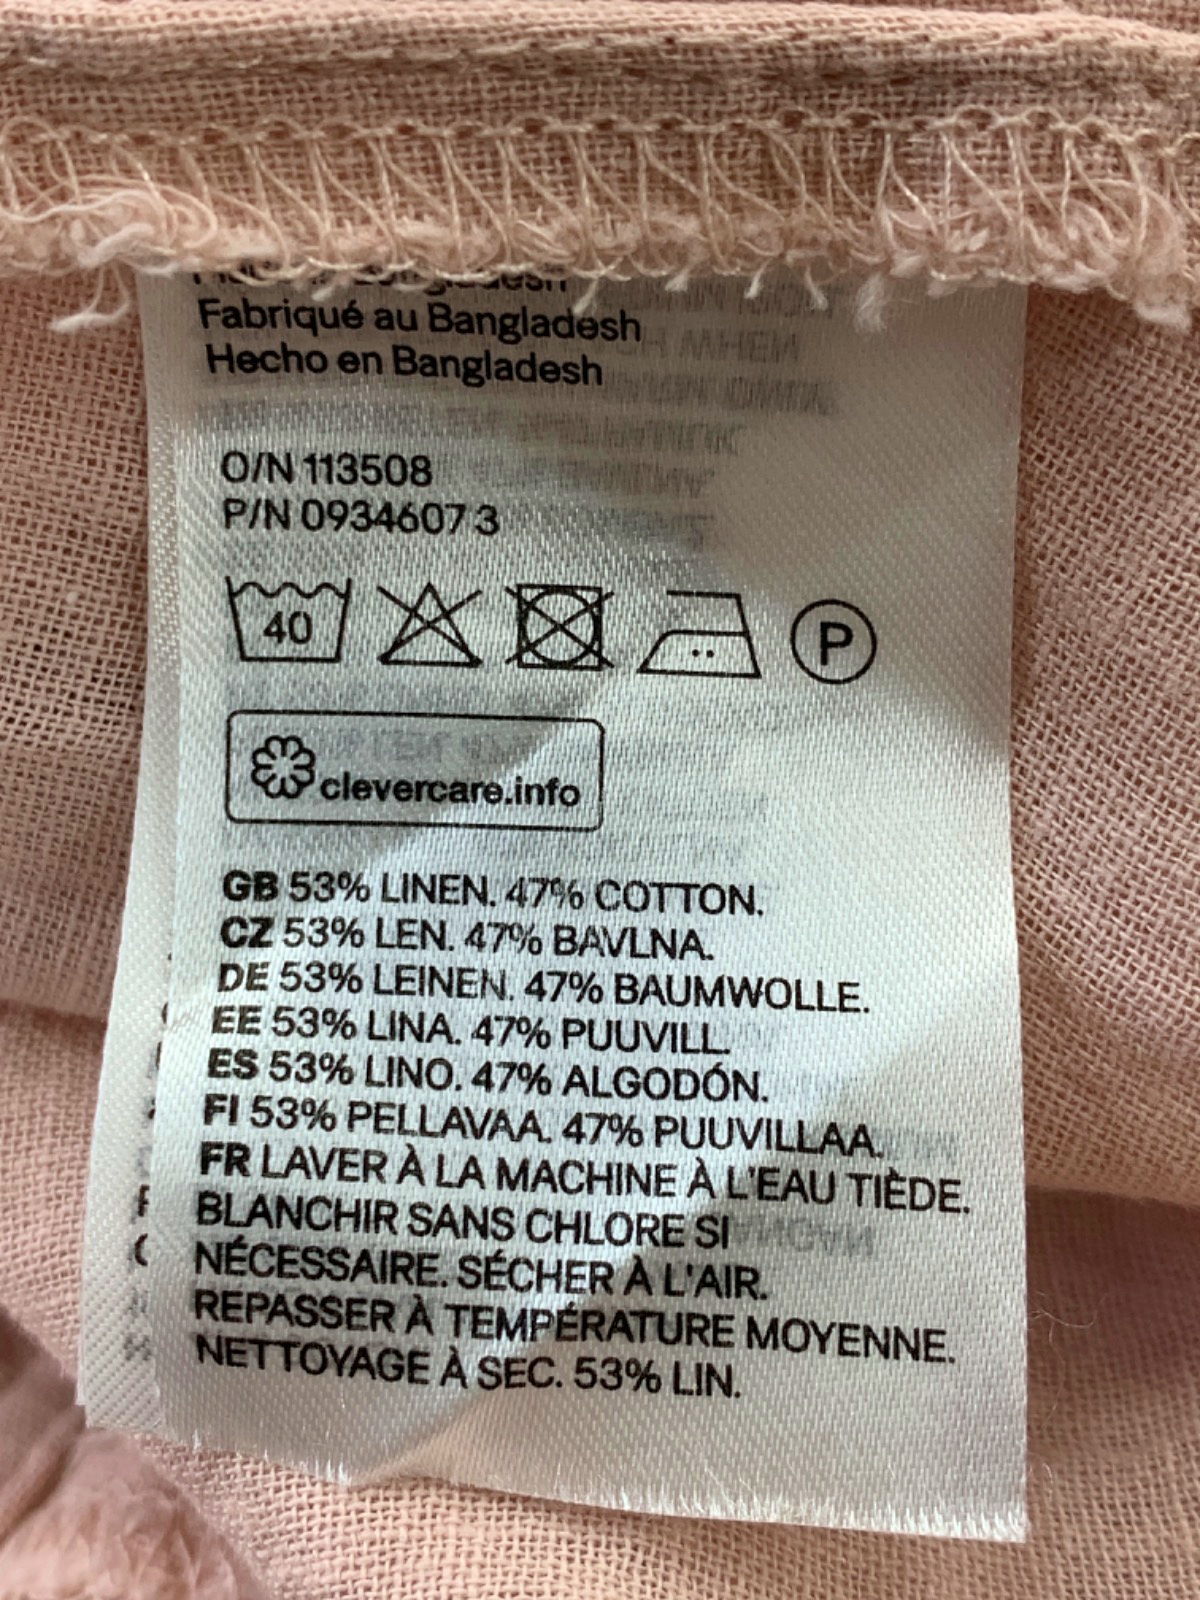 Fabriqué au Bangladesh
Hecho en Bangladesh
O/N 113508
P/N 0934607 3
40
P
clevercare.info
GB 53% LINEN. 47% COTTON.
CZ 53% LEN. 47% BAVLNA.
DE 53% LEINEN. 47% BAUMWOLLE.
EE 53% LINA. 47% PUUVILL.
ES 53% LINO. 47% ALGODÓN.
FI 53% PELLAVAA. 47% PUUVILLAA.
FR LAVER À LA MACHINE À L'EAU TIÈDE.
BLANCHIR SANS CHLORE SI
NÉCESSAIRE. SÉCHER À L'AIR.
REPASSER À TEMPÉRATURE MOYENNE.
NETTOYAGE À SEC. 53% LIN.